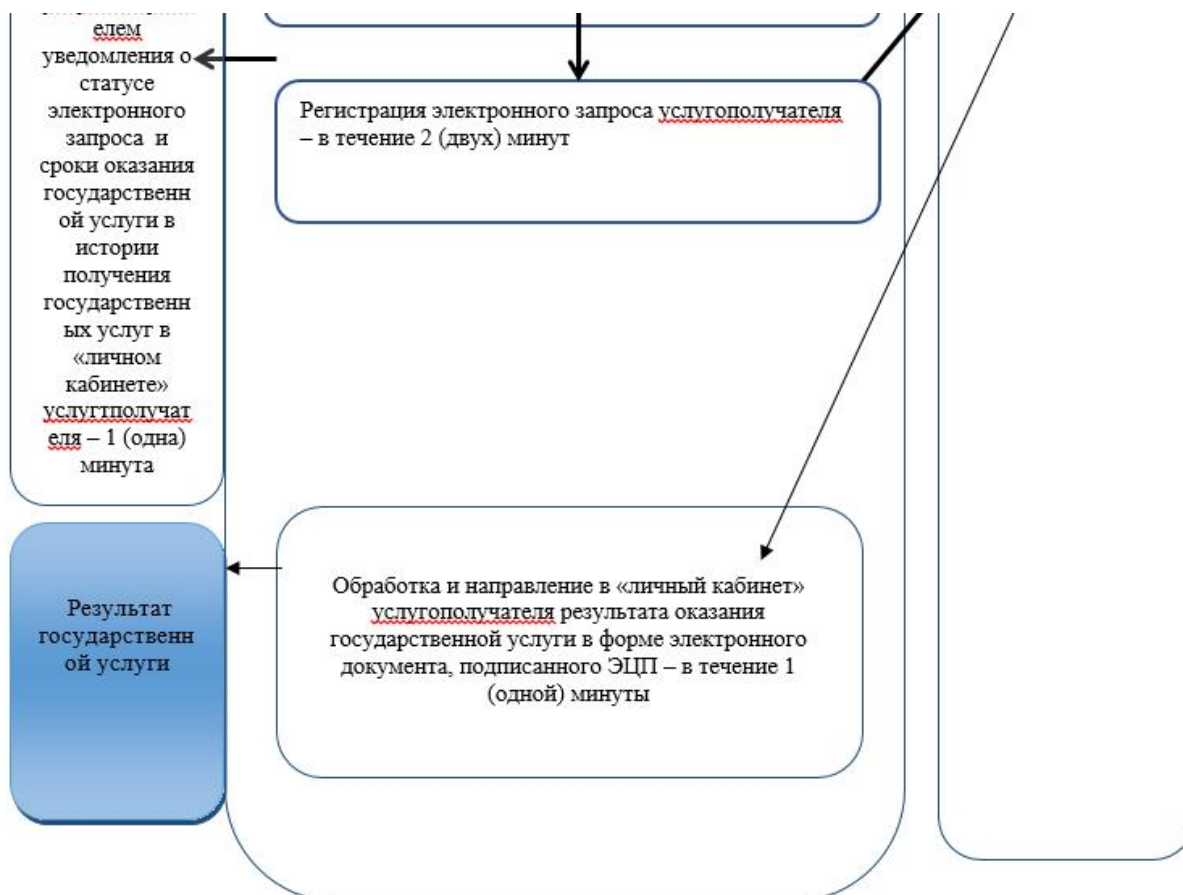 елем
уведомления о
статусе
электронного
запроса и
сроки оказания
государственн
ой услуги в
истории
получения
государственн
ых услуг в
«личном
кабинете»
услугтполучат
еля – 1 (одна)
минута
Регистрация электронного запроса услугополучателя
– в течение 2 (двух) минут
Результат
государственн
ой услуги
Обработка и направление в «личный кабинет»
услугополучателя результата оказания
государственной услуги в форме электронного
документа, подписанного ЭЦП – в течение 1
(одной) минуты